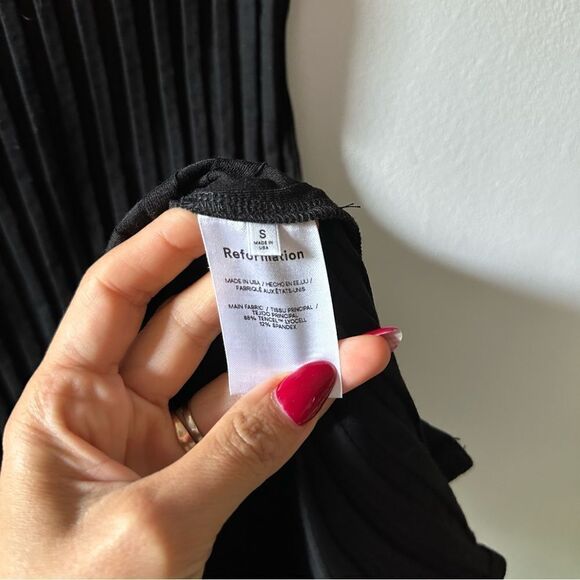 S
MADE IN
USA
Reformation
MADE IN USA / HECHO EN EE.UU /
FABRIQUÉ AUX ÉTATS-UNIS
MAIN FABRIC / TISSU PRINCIPAL /
TEJIDO PRINCIPAL
88% TENCEL™ LYOCELL
12% SPANDEX